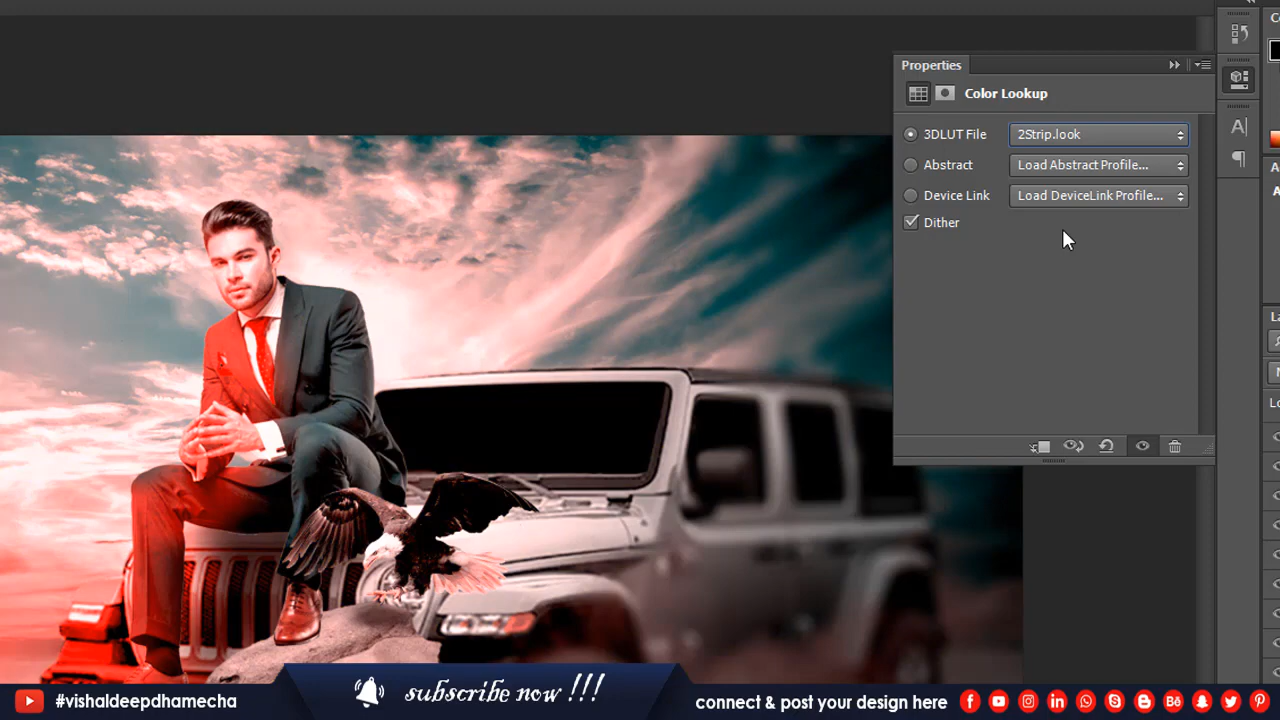 Properties
Color Lookup
3DLUT File
2Strip.look
Abstract
Load Abstract Profile...
Device Link
Load DeviceLink Profile...
Dither
#vishaldeepdhamecha
subscribe now !!!
connect & post your design here